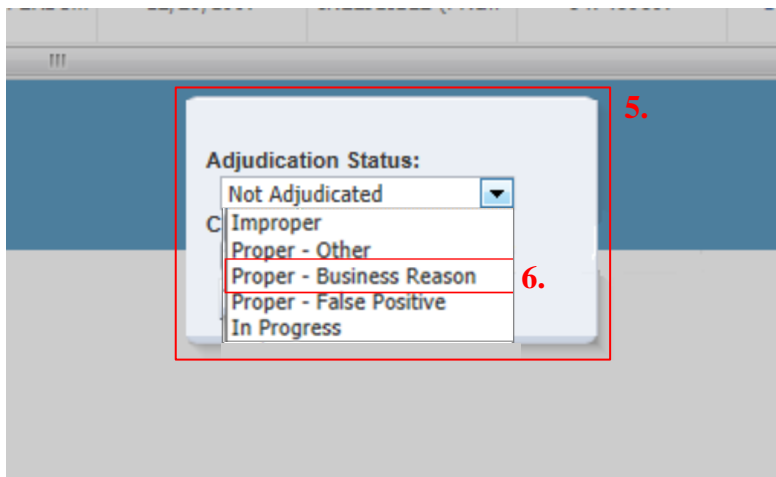 5.
Adjudication Status:
Not Adjudicated
C
Improper
Proper - Other
Proper - Business Reason
6.
Proper - False Positive
In Progress